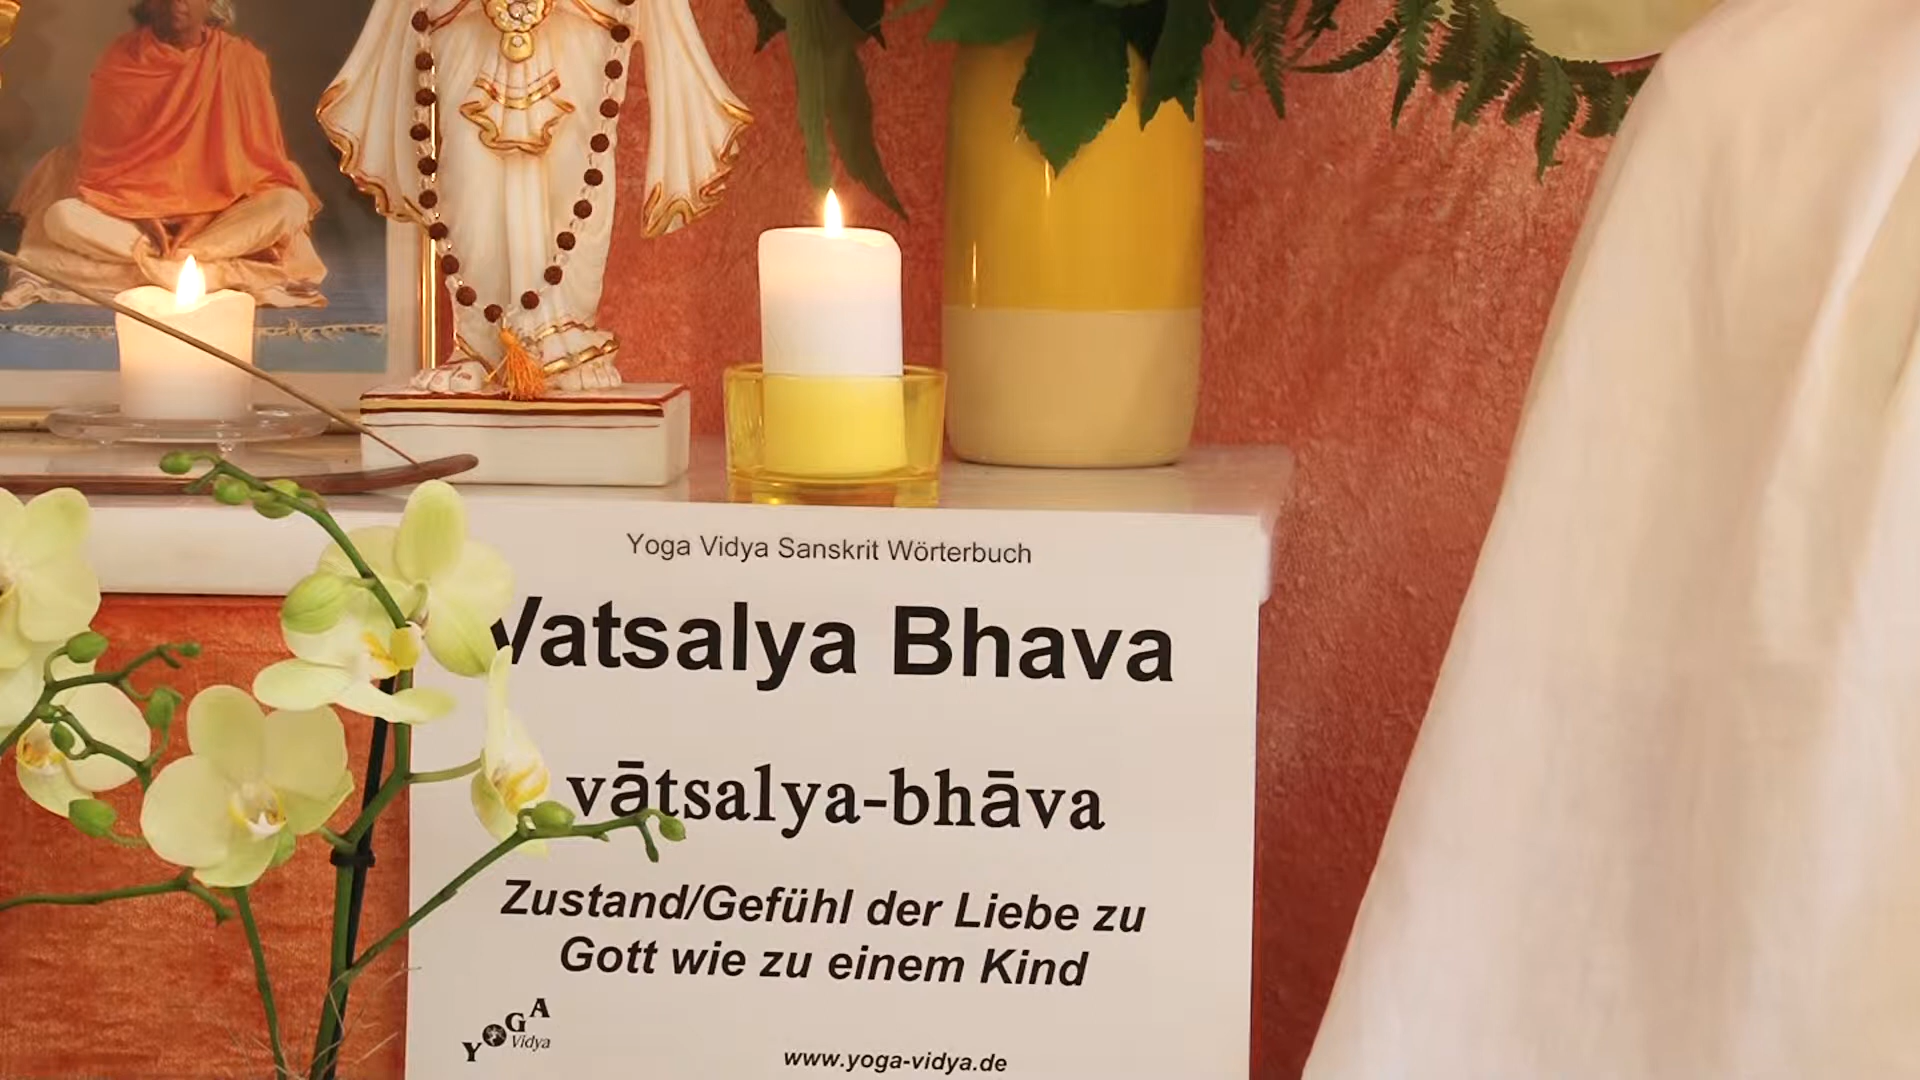 Yoga Vidya Sanskrit Wörterbuch
Vatsalya Bhava
vātsalya-bhāva
Zustand/Gefühl der Liebe zu
Gott wie zu einem Kind
YOGA
Vidya
www.yoga-vidya.de